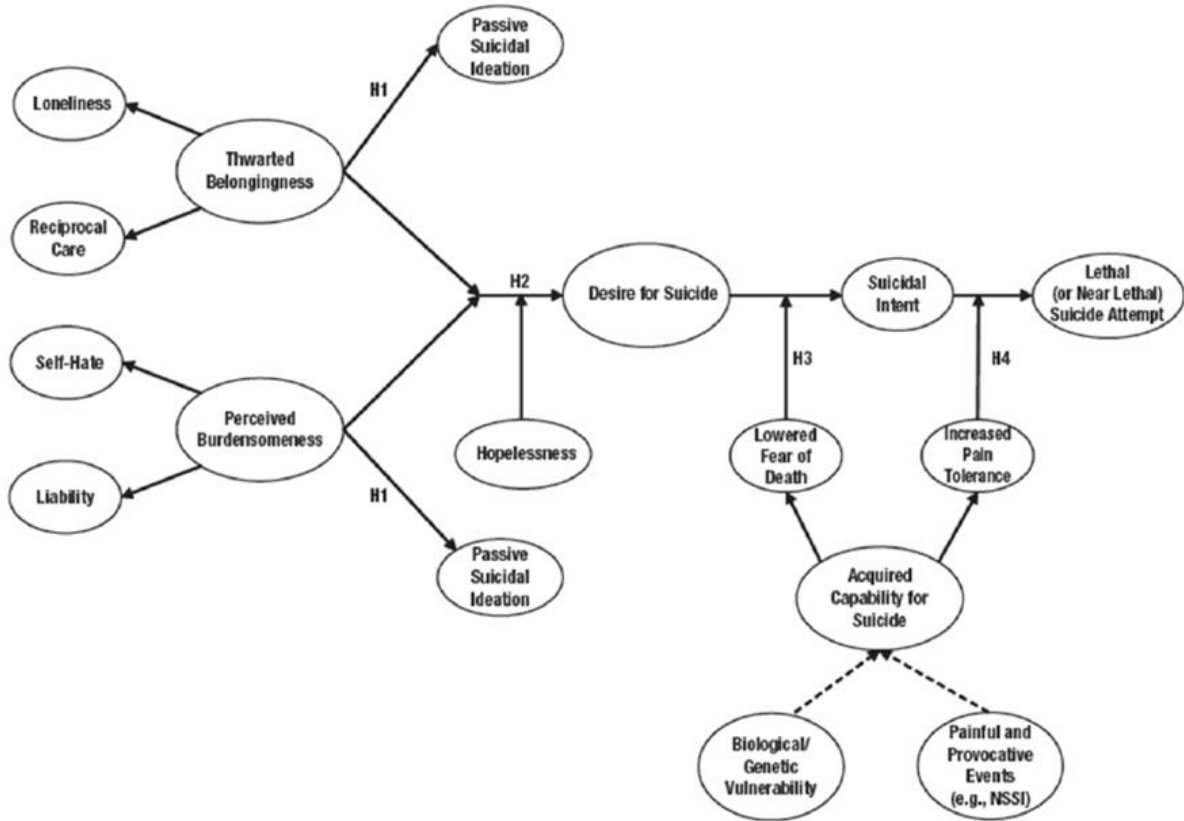 Passive
Suicidal
Ideation
H1
Loneliness
Thwarted
Belongingness
Reciprocal
Care
H2
Desire for Suicide
Suicidal
Intent
Lethal
(or Near Lethal)
Suicide Attempt
Self-Hate
H3
H4
Perceived
Burdensomeness
Hopelessness
Lowered
Fear of
Death
Increased
Pain
Tolerance
Liability
H1
Passive
Suicidal
Ideation
Acquired
Capability for
Suicide
Biological/
Genetic
Vulnerability
Painful and
Provocative
Events
(e.g., NSSI)